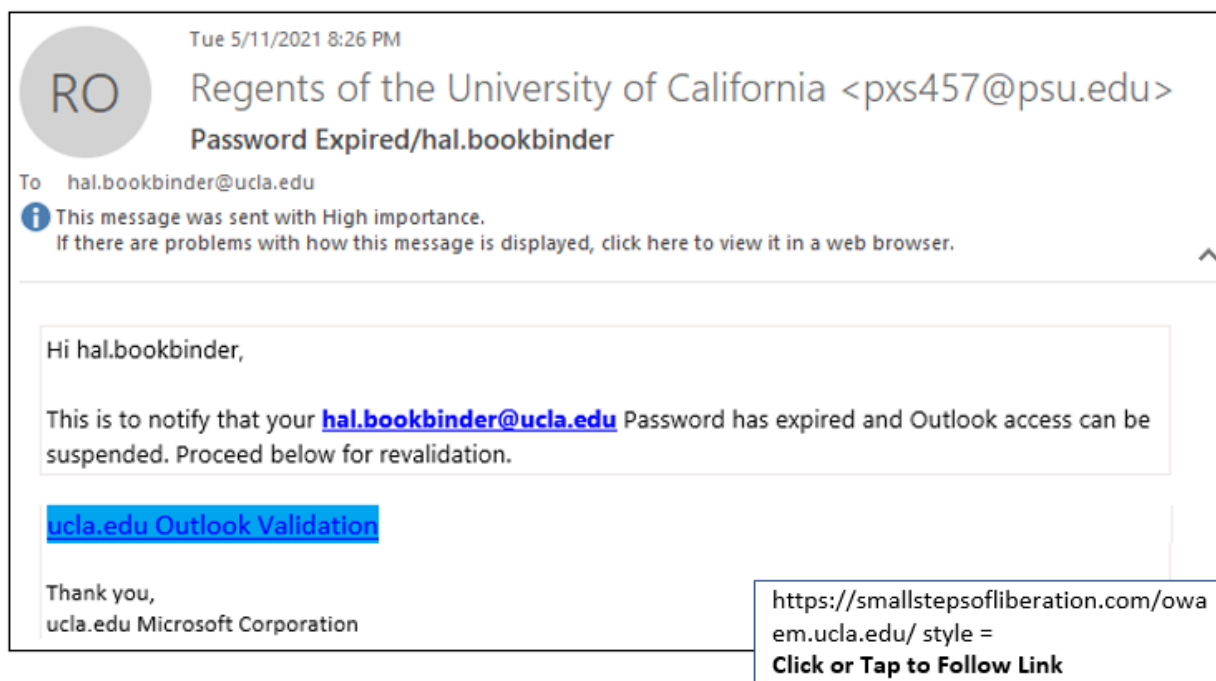 Tue 5/11/2021 8:26 PM
RO
Regents of the University of California <pxs457@psu.edu>
Password Expired/hal.bookbinder
To hal.bookbinder@ucla.edu
This message was sent with High importance.
If there are problems with how this message is displayed, click here to view it in a web browser.
Hi hal.bookbinder,
This is to notify that your hal.bookbinder@ucla.edu Password has expired and Outlook access can be
suspended. Proceed below for revalidation.
ucla.edu Outlook Validation
Thank you,
ucla.edu Microsoft Corporation
https://smallstepsofliberation.com/owa
em.ucla.edu/ style =
Click or Tap to Follow Link